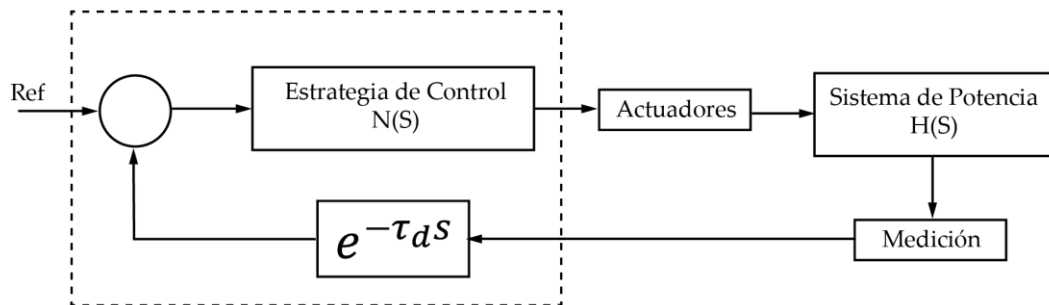 Ref
Estrategia de Control
N(S)
Actuadores
Sistema de Potencia
H(S)
e^{-τ_d s}
Medición